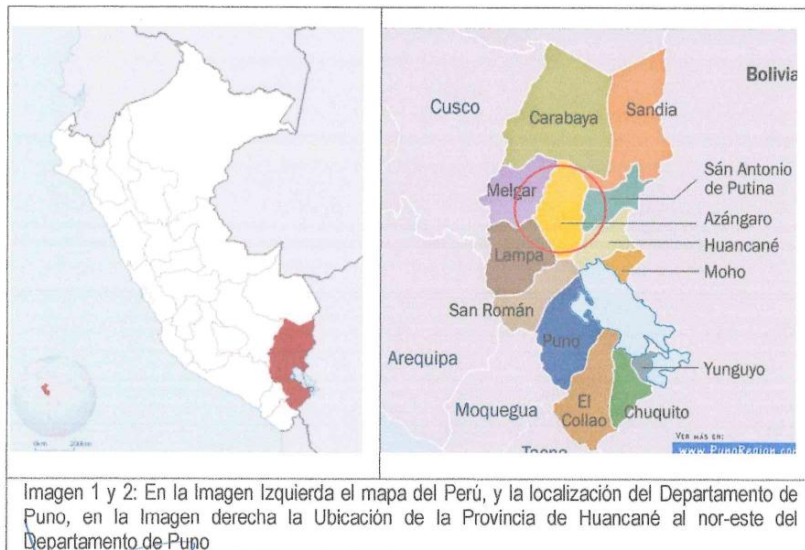 Bolivia
Cusco
Carabaya
Sandia
Melgar
Sán Antonio
de Putina
Azángaro
Huancané
Lampa
Moho
San Román
Puno
Arequipa
Yunguyo
Moquegua
El
Collao
Chuquito
VER MÁS EN:
www.PunoRegión.co
Imagen 1 y 2: En la Imagen Izquierda el mapa del Perú, y la localización del Departamento de
Puno, en la Imagen derecha la Ubicación de la Provincia de Huancané al nor-este del
Departamento de Puno